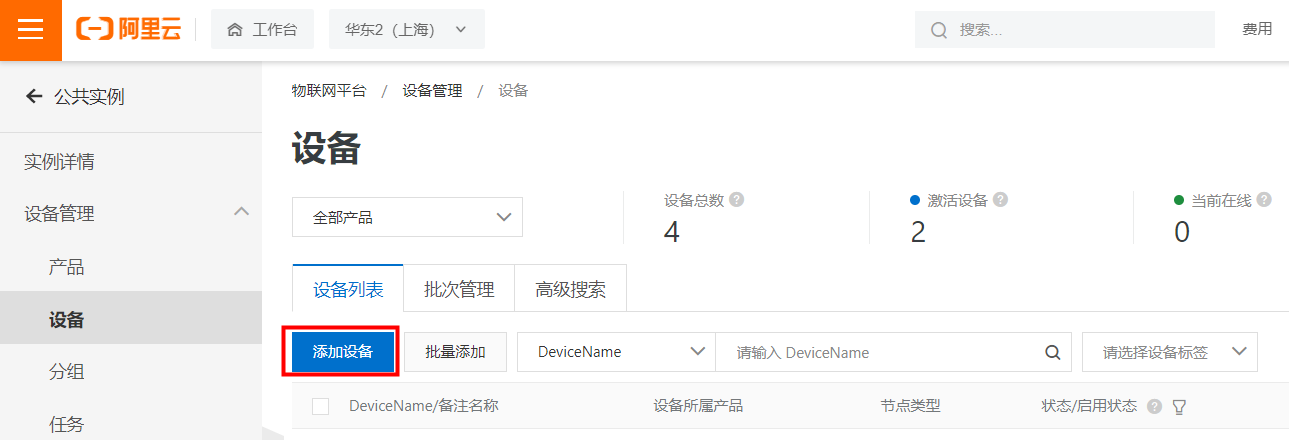 阿里云 工作台 华东2（上海） 搜索... 费用
公共实例
实例详情
设备管理
产品
设备
分组
任务
物联网平台 / 设备管理 / 设备
设备
全部产品
设备总数 ?
4
激活设备 ?
2
当前在线 ?
0
设备列表 批次管理 高级搜索
添加设备 批量添加 DeviceName 请输入 DeviceName 请选择设备标签
DeviceName/备注名称 设备所属产品 节点类型 状态/启用状态 ?